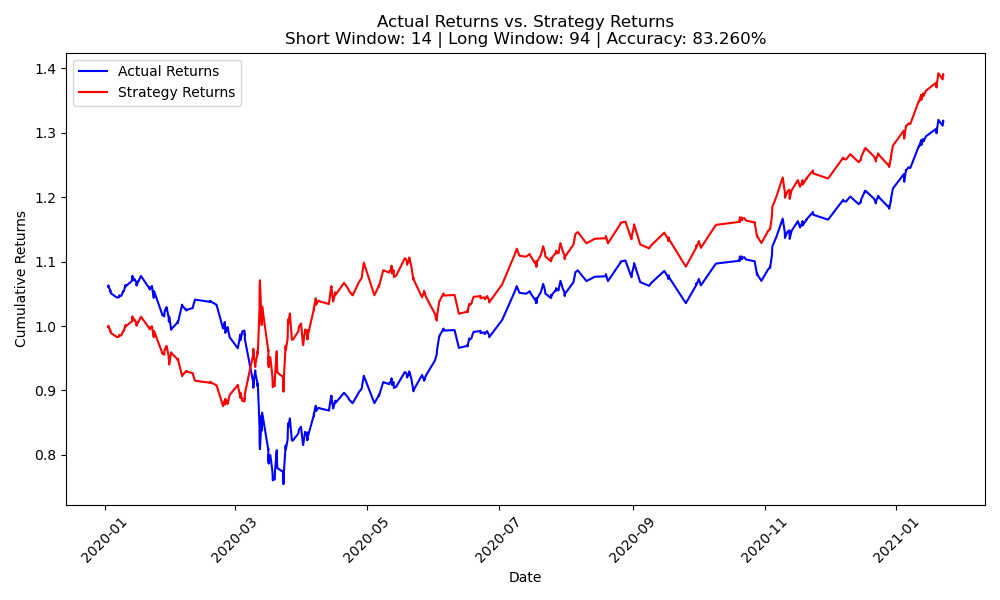 Actual Returns vs. Strategy Returns
Short Window: 14 | Long Window: 94 | Accuracy: 83.260%
Actual Returns
Strategy Returns
Cumulative Returns
1.4
1.3
1.2
1.1
1.0
0.9
0.8
2020-01
2020-03
2020-05
2020-07
2020-09
2020-11
2021-01
Date